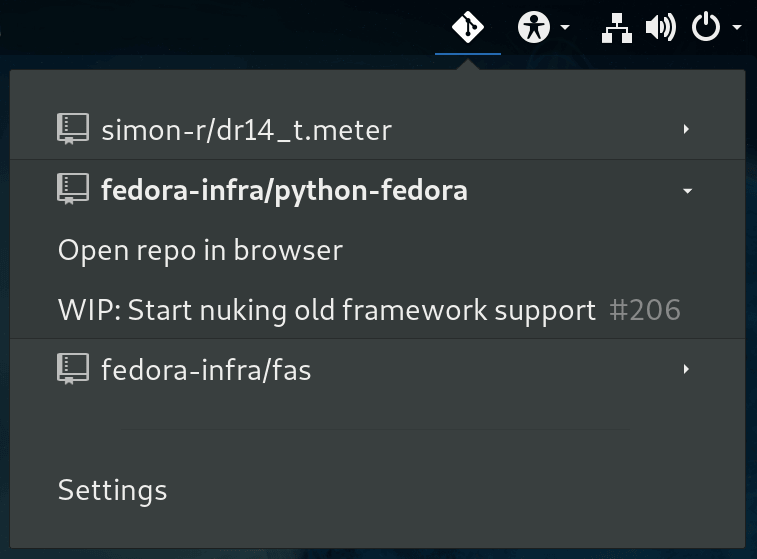 simon-r/dr14_t.meter
fedora-infra/python-fedora
Open repo in browser
WIP: Start nuking old framework support #206
fedora-infra/fas
Settings